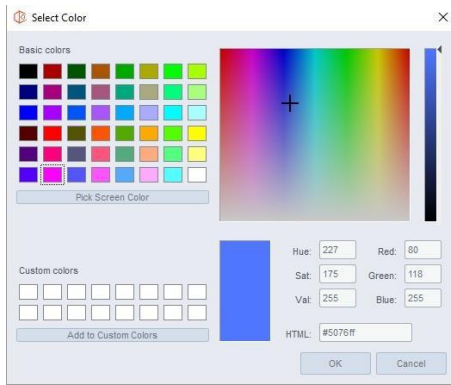 Select Color
Basic colors
Pick Screen Color
Hue: 227 Red: 80
Custom colors
Sat: 175 Green: 118
Val: 255 Blue: 255
Add to Custom Colors
HTML: #5076ff
OK Cancel